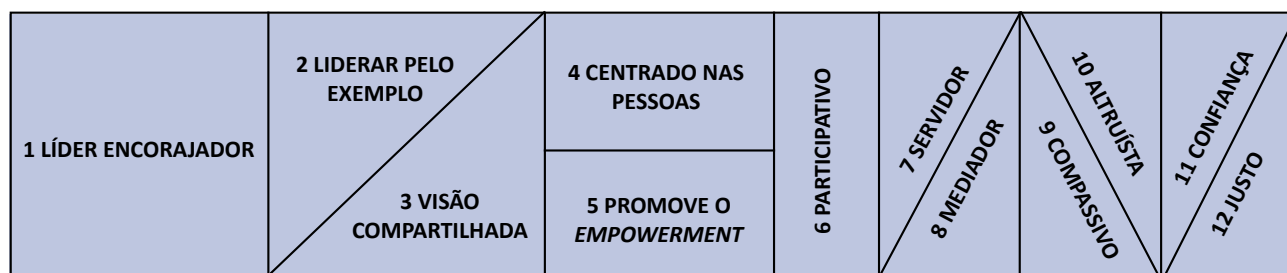 1 LÍDER ENCORAJADOR
2 LIDERAR PELO
EXEMPLO
3 VISÃO
COMPARTILHADA
4 CENTRADO NAS
PESSOAS
5 PROMOVE O
EMPOWERMENT
6 PARTICIPATIVO
7 SERVIDOR
8 MEDIADOR
9 COMPASSIVO
10 ALTRUÍSTA
11 CONFIANÇA
12 JUSTO